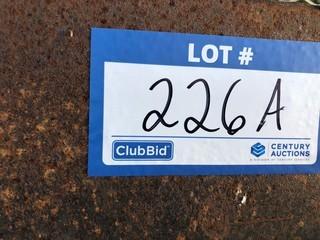 LOT #
226A
ClubBid
CENTURY
AUCTIONS